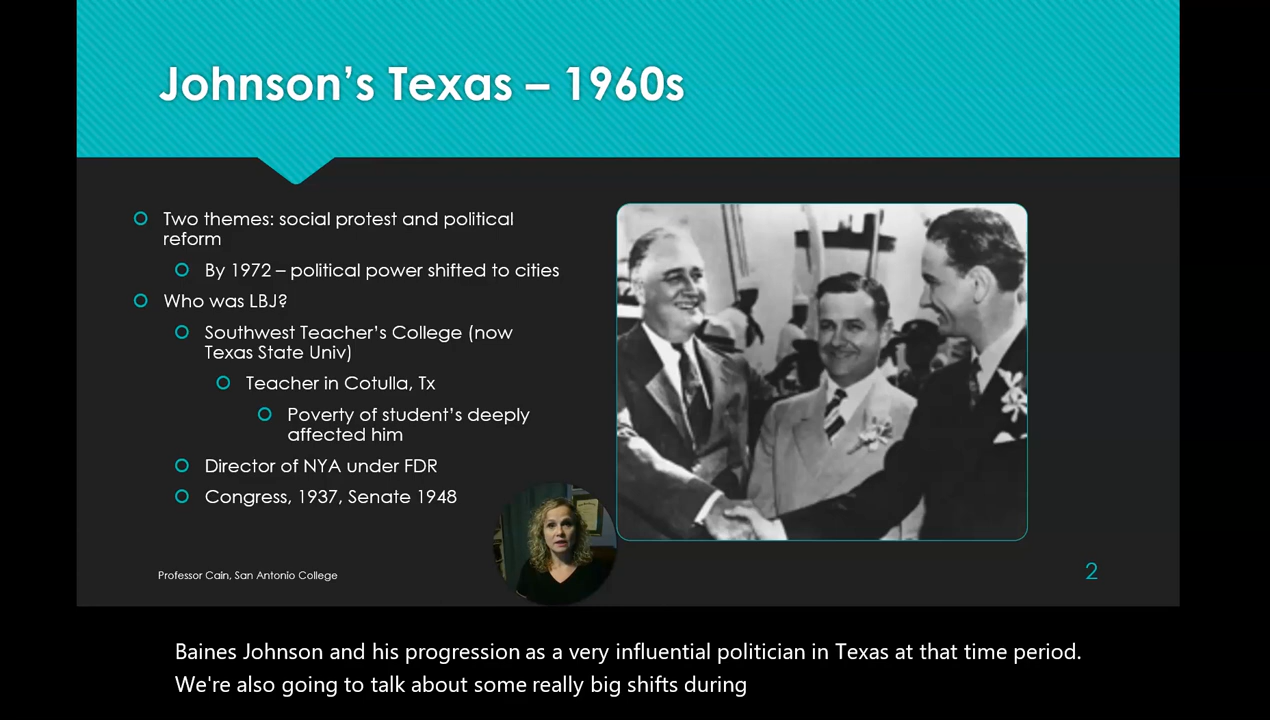 Johnson's Texas – 1960s
Two themes: social protest and political
reform
By 1972 – political power shifted to cities
Who was LBJ?
Southwest Teacher's College (now
Texas State Univ)
Teacher in Cotulla, Tx
Poverty of student's deeply
affected him
Director of NYA under FDR
Congress, 1937, Senate 1948
Professor Cain, San Antonio College
2
Baines Johnson and his progression as a very influential politician in Texas at that time period.
We're also going to talk about some really big shifts during